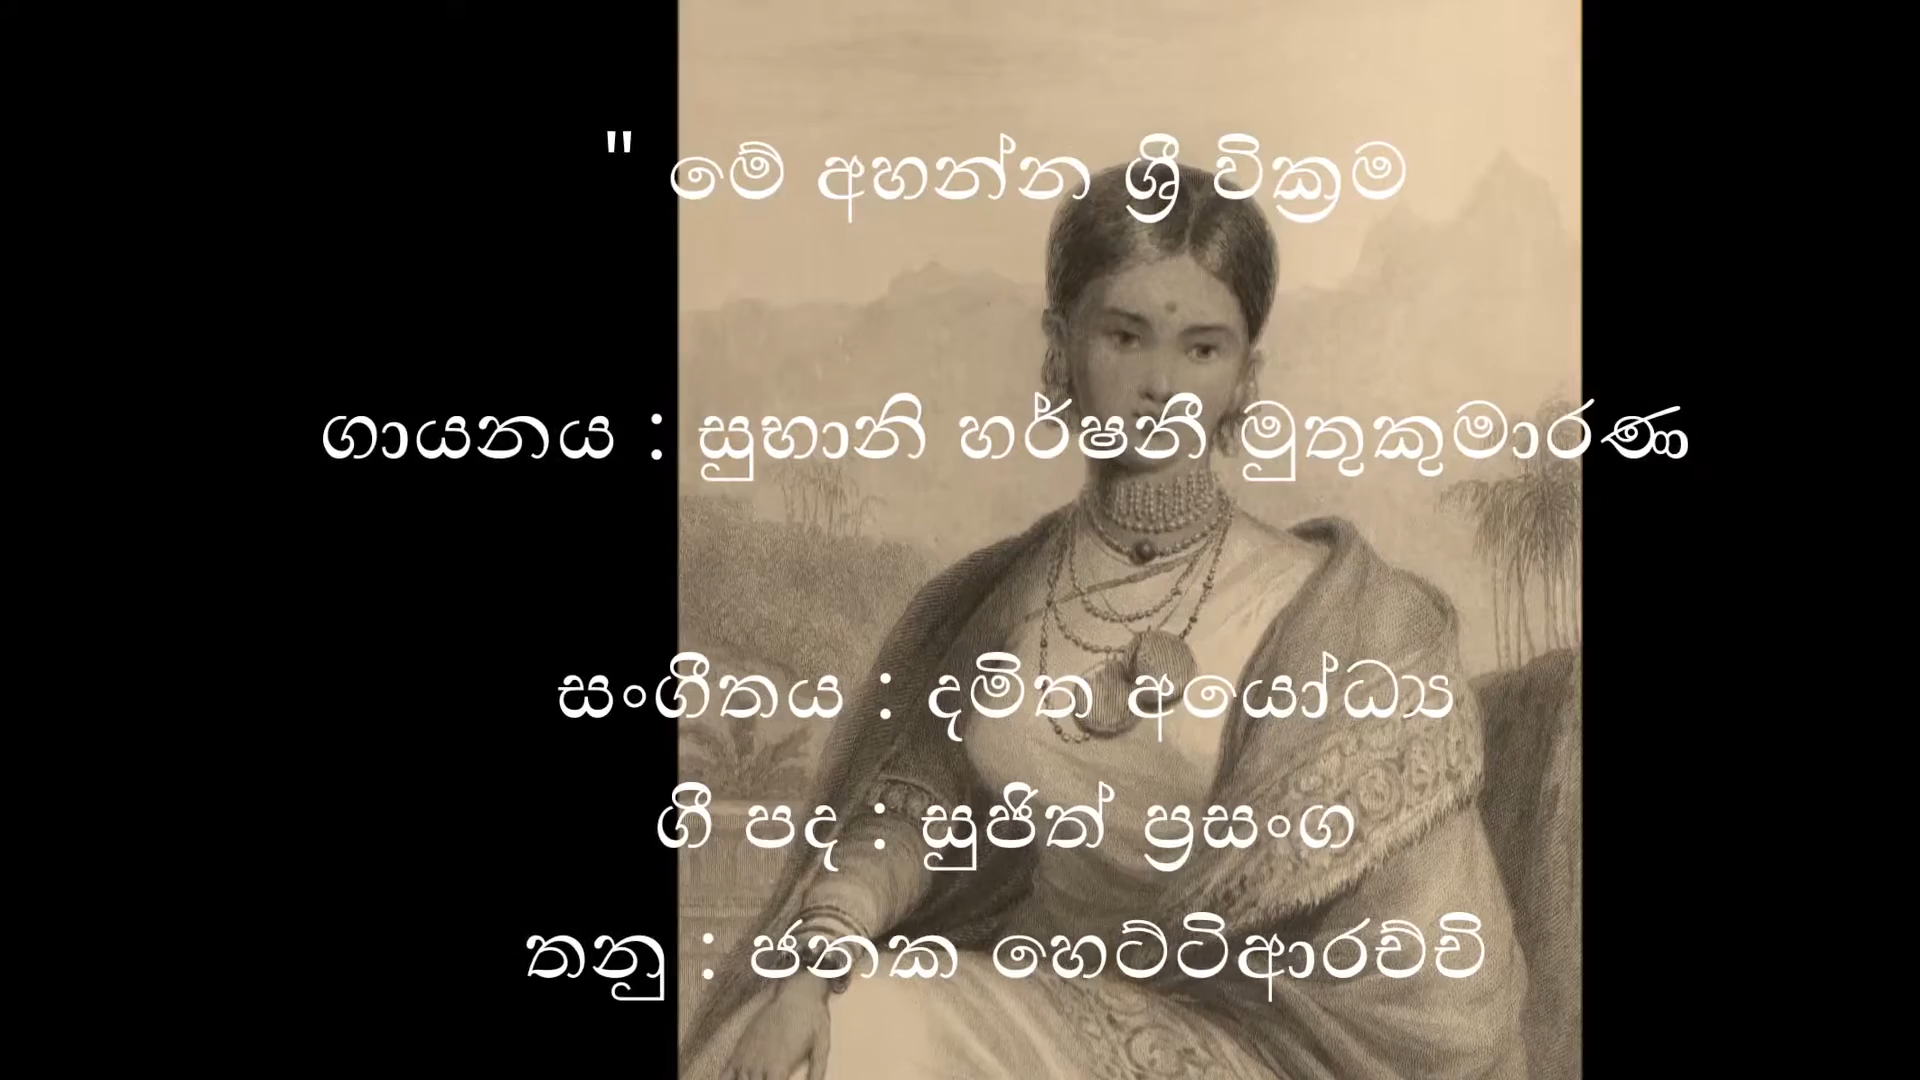 " මේ අහන්න ශ්‍රී වික්‍රම
ගායනය : සුභානි හර්ෂනී මුතුකුමාරණ
සංගීතය : දමිත අයෝධ්‍ය
ගී පද : සුජිත් ප්‍රසංග
තනු : ජනක හෙට්ටිආරච්චි